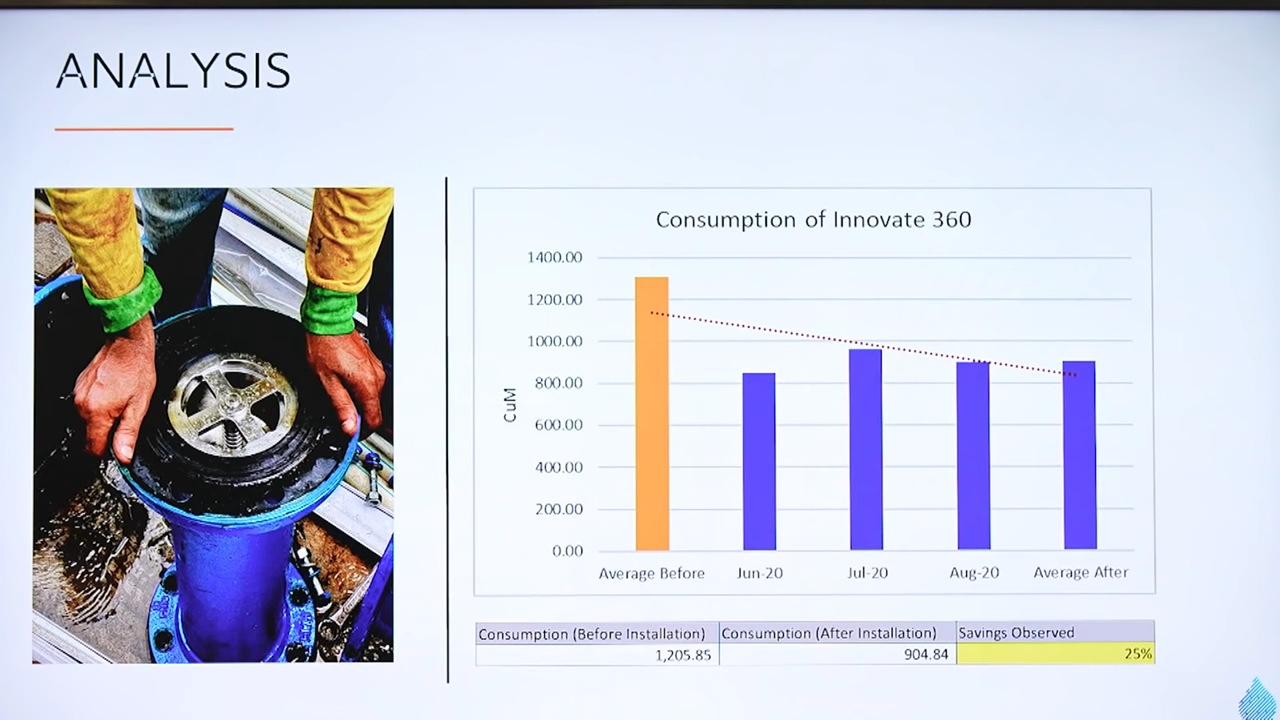 ANALYSIS
Consumption of Innovate 360
1400.00
1200.00
1000.00
800.00
600.00
400.00
200.00
0.00
CuM
Average Before Jun-20 Jul-20 Aug-20 Average After
Consumption (Before Installation) Consumption (After Installation) Savings Observed
1,205.85 904.84 25%